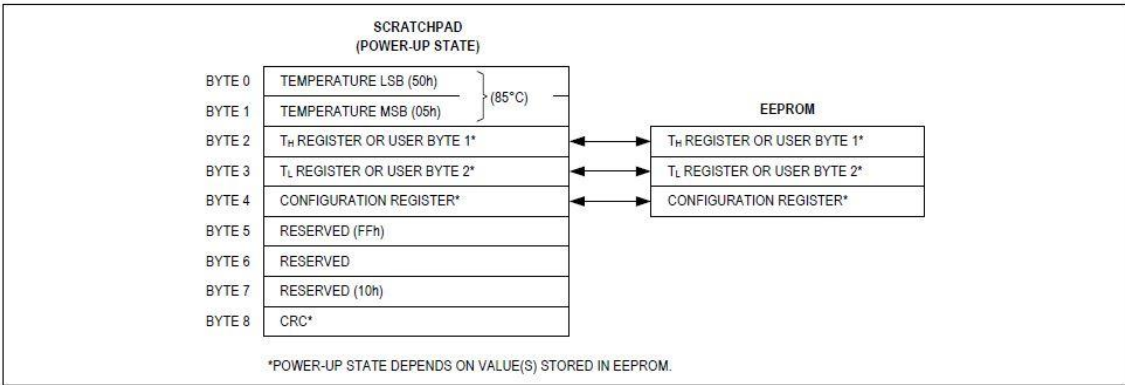 SCRATCHPAD
(POWER-UP STATE)
BYTE 0 TEMPERATURE LSB (50h)
(85°C)
BYTE 1 TEMPERATURE MSB (05h)
EEPROM
BYTE 2 TH REGISTER OR USER BYTE 1* TH REGISTER OR USER BYTE 1*
BYTE 3 TL REGISTER OR USER BYTE 2* TL REGISTER OR USER BYTE 2*
BYTE 4 CONFIGURATION REGISTER* CONFIGURATION REGISTER*
BYTE 5 RESERVED (FFh)
BYTE 6 RESERVED
BYTE 7 RESERVED (10h)
BYTE 8 CRC*
*POWER-UP STATE DEPENDS ON VALUE(S) STORED IN EEPROM.